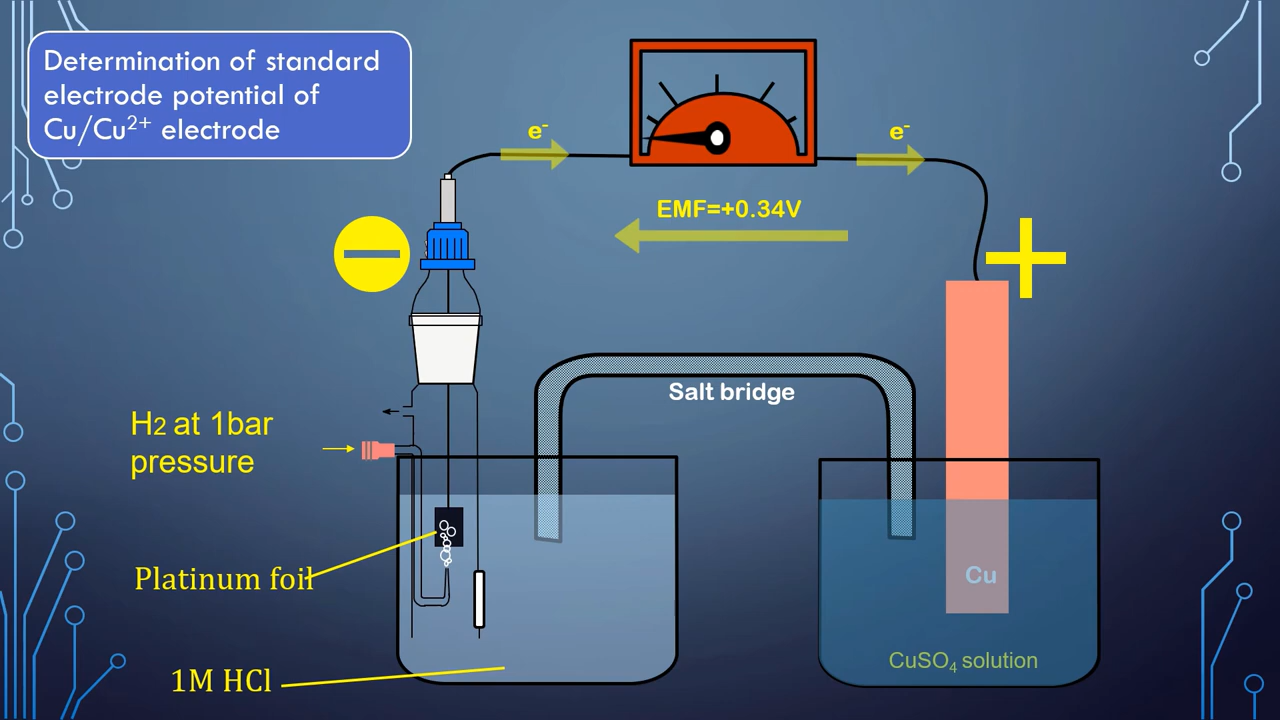 Determination of standard
electrode potential of
Cu/Cu²⁺ electrode
e⁻
e⁻
EMF=+0.34V
Salt bridge
H2 at 1bar
pressure
Platinum foil
Cu
CuSO₄ solution
1M HCl